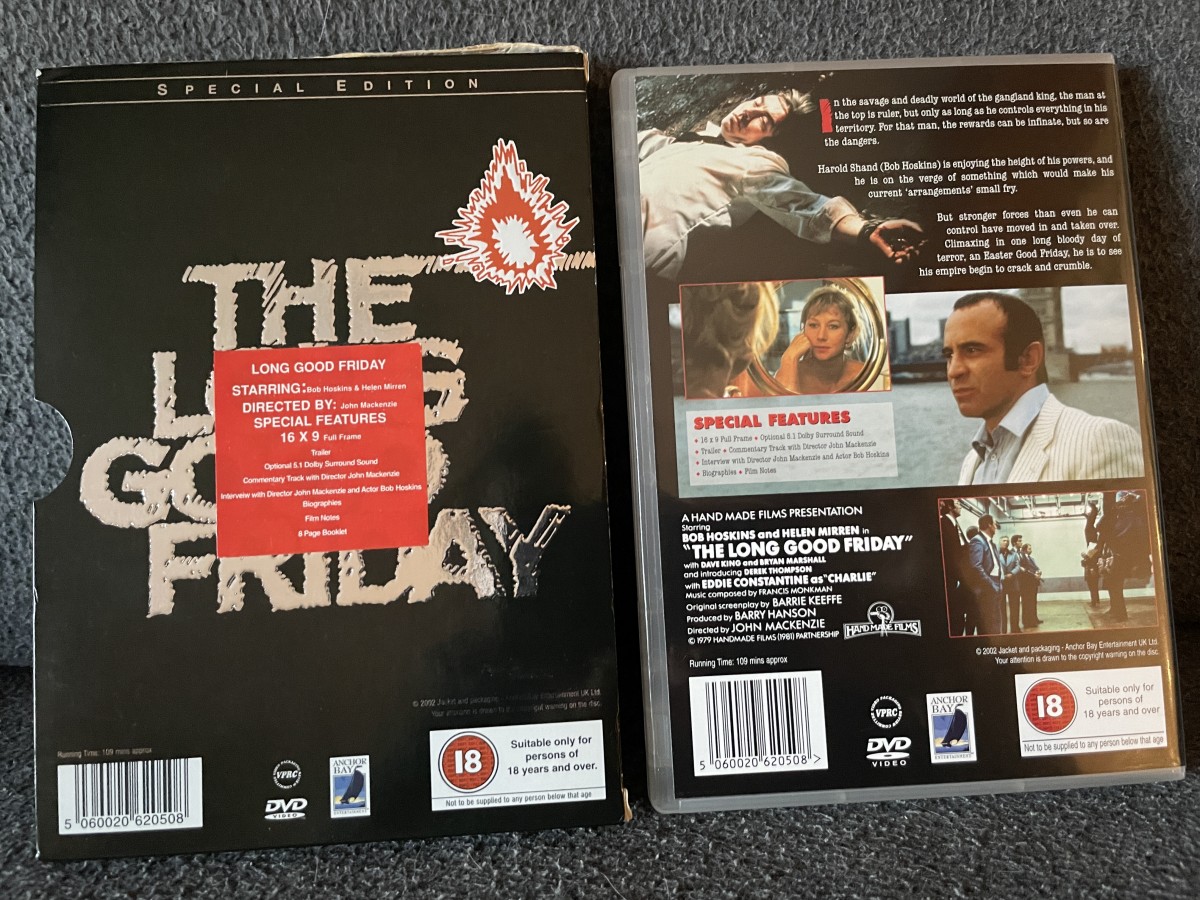 SPECIAL EDITION
THE
LONG GOOD FRIDAY
STARRING: Bob Hoskins & Helen Mirren
DIRECTED BY: John Mackenzie
SPECIAL FEATURES
16 X 9 Full Frame
Trailer
Optional 5.1 Dolby Surround Sound
Commentary Track with Director John Mackenzie
Interveiw with Director John Mackenzie and Actor Bob Hoskins
Biographies
Film Notes
8 Page Booklet
FRIDAY
© 2002 Jacket and packaging - Entertainment UK Ltd.
warning on the disc.
Running Time: 109 mins approx
5 060020 620508
VPRC
DVD
VIDEO
ANCHOR
BAY
ENTERTAINMENT
18
Suitable only for
persons of
18 years and over.
Not to be supplied to any person below that age
In the savage and deadly world of the gangland king, the man at
the top is ruler, but only as long as he controls everything in his
territory. For that man, the rewards can be infinate, but so are
the dangers.
Harold Shand (Bob Hoskins) is enjoying the height of his powers, and
he is on the verge of something which would make his
current 'arrangements' small fry.
But stronger forces than even he can
control have moved in and taken over.
Climaxing in one long bloody day of
terror, an Easter Good Friday, he is to see
his empire begin to crack and crumble.
SPECIAL FEATURES
• 16 x 9 Full Frame • Optional 5.1 Dolby Surround Sound
• Trailer • Commentary Track with Director John Mackenzie
• Interview with Director John Mackenzie and Actor Bob Hoskins
• Biographies • Film Notes
A HAND MADE FILMS PRESENTATION
Starring
BOB HOSKINS and HELEN MIRREN in
"THE LONG GOOD FRIDAY"
with DAVE KING and BRYAN MARSHALL
and introducing DEREK THOMPSON
with EDDIE CONSTANTINE as "CHARLIE"
Music composed by FRANCIS MONKMAN
Original screenplay by BARRIE KEEFFE
Produced by BARRY HANSON
Directed by JOHN MACKENZIE
© 1979 HANDMADE FILMS (1981) PARTNERSHIP
HAND MADE FILMS
© 2002 Jacket and packaging - Anchor Bay Entertainment UK Ltd.
Your attention is drawn to the copyright warning on the disc.
Running Time: 109 mins approx
5 060020 620508 >
VPRC
DVD
VIDEO
ANCHOR
BAY
ENTERTAINMENT
18
Suitable only for
persons of
18 years and over
Not to be supplied to any person below that age